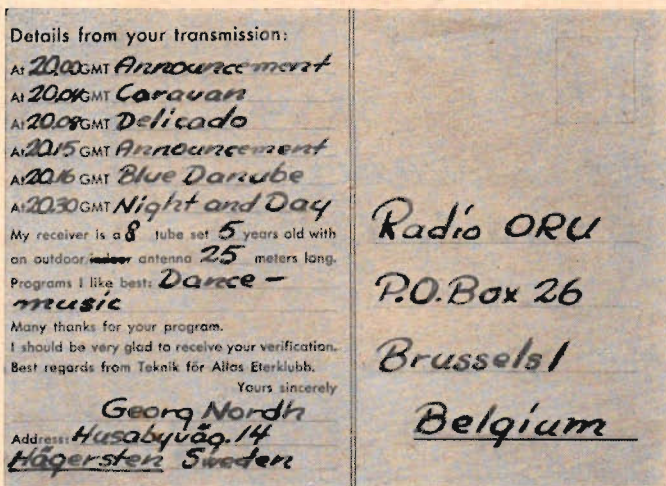 Details from your transmission:
At 20.00 GMT Announcement
At 20.04 GMT Caravan
At 20.08 GMT Delicado
At 20.15 GMT Announcement
At 20.16 GMT Blue Danube
At 20.30 GMT Night and Day
My receiver is a 8 tube set 5 years old with
an outdoor indoor antenna 25 meters long.
Programs I like best: Dance-
music
Many thanks for your program.
I should be very glad to receive your verification.
Best regards from Teknik för Allas Eterklubb.
Yours sincerely
Georg Nordh
Address: Husabyväg. 14
Hägersten Sweden
Radio ORU
P.O. Box 26
Brussels 1
Belgium